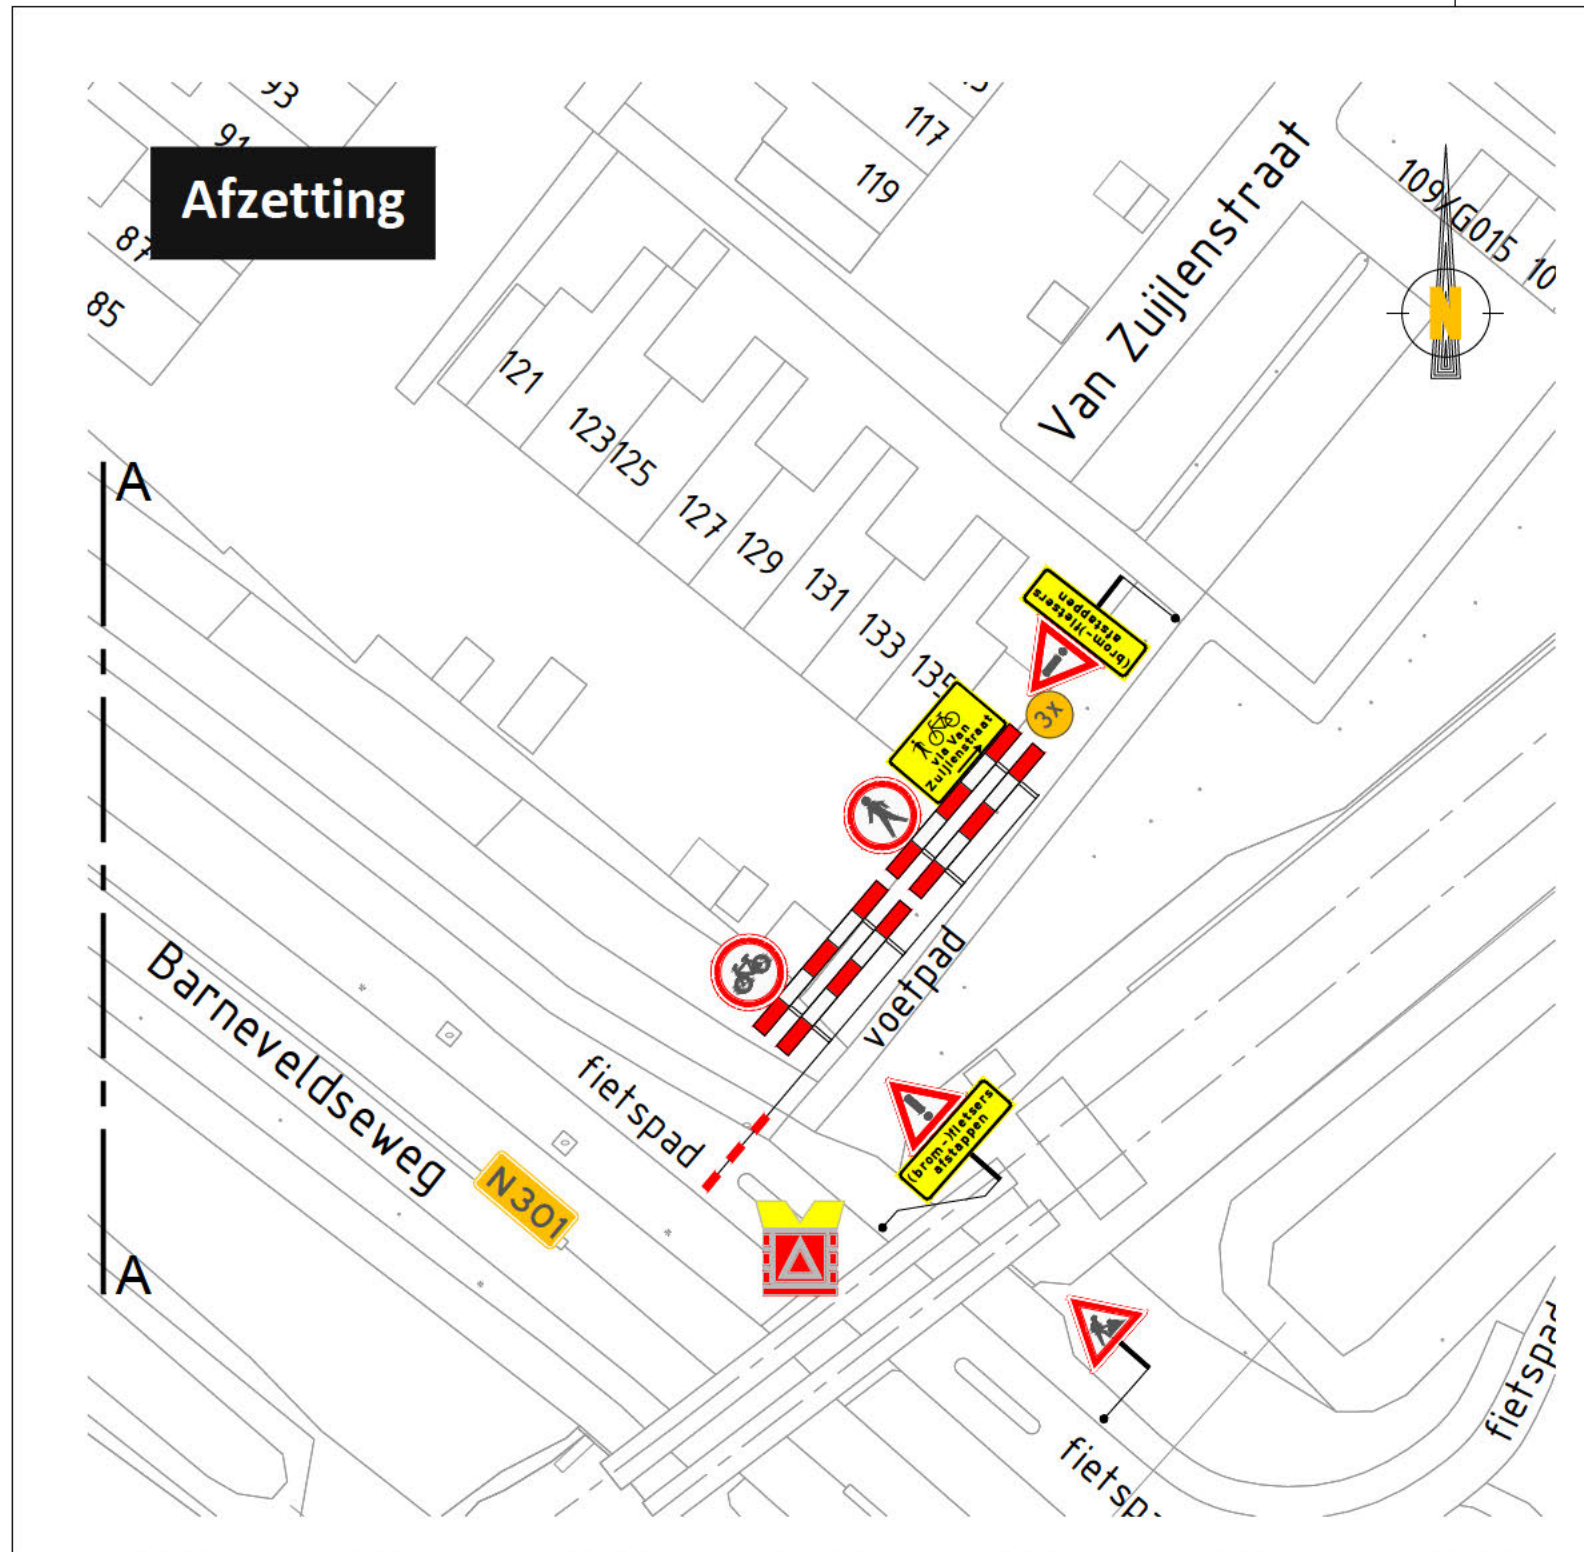 Afzetting
93
91
87
85
117
119
Van Zuijlenstraat
109/G015
10
N
121
123
125
127
129
131
133
135
A
(brom-)fietsers
afstappen
3x
via Van
Zuijlenstraat
voetpad
Barneveldseweg
fietspad
N301
(brom-)fietsers
afstappen
A
fietspad
fietspa